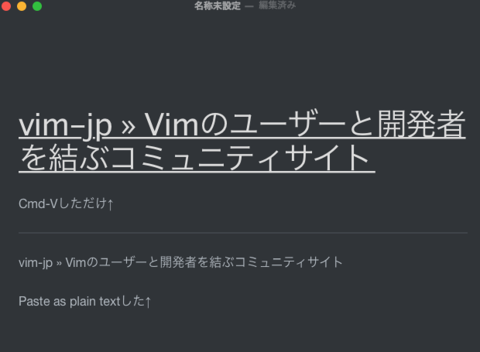 名称未設定 — 編集済み
vim-jp » Vimのユーザーと開発者
を結ぶコミュニティサイト
Cmd-Vしただけ↑
vim-jp » Vimのユーザーと開発者を結ぶコミュニティサイト
Paste as plain textした↑